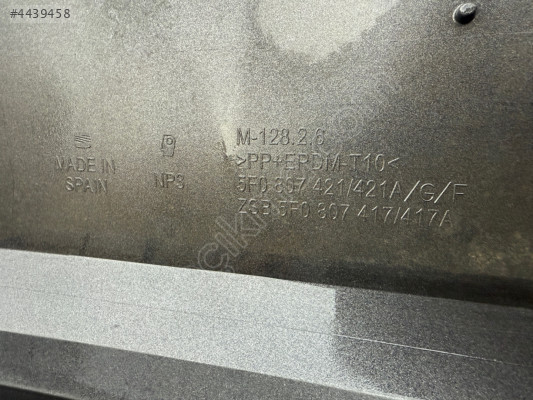 #4439458
M-128.2.6
MADE IN
SPAIN
NPS
>PP+EPDM-T10<
5F0 807 421/421A/G/F
ZSB 5F0 807 417/417A